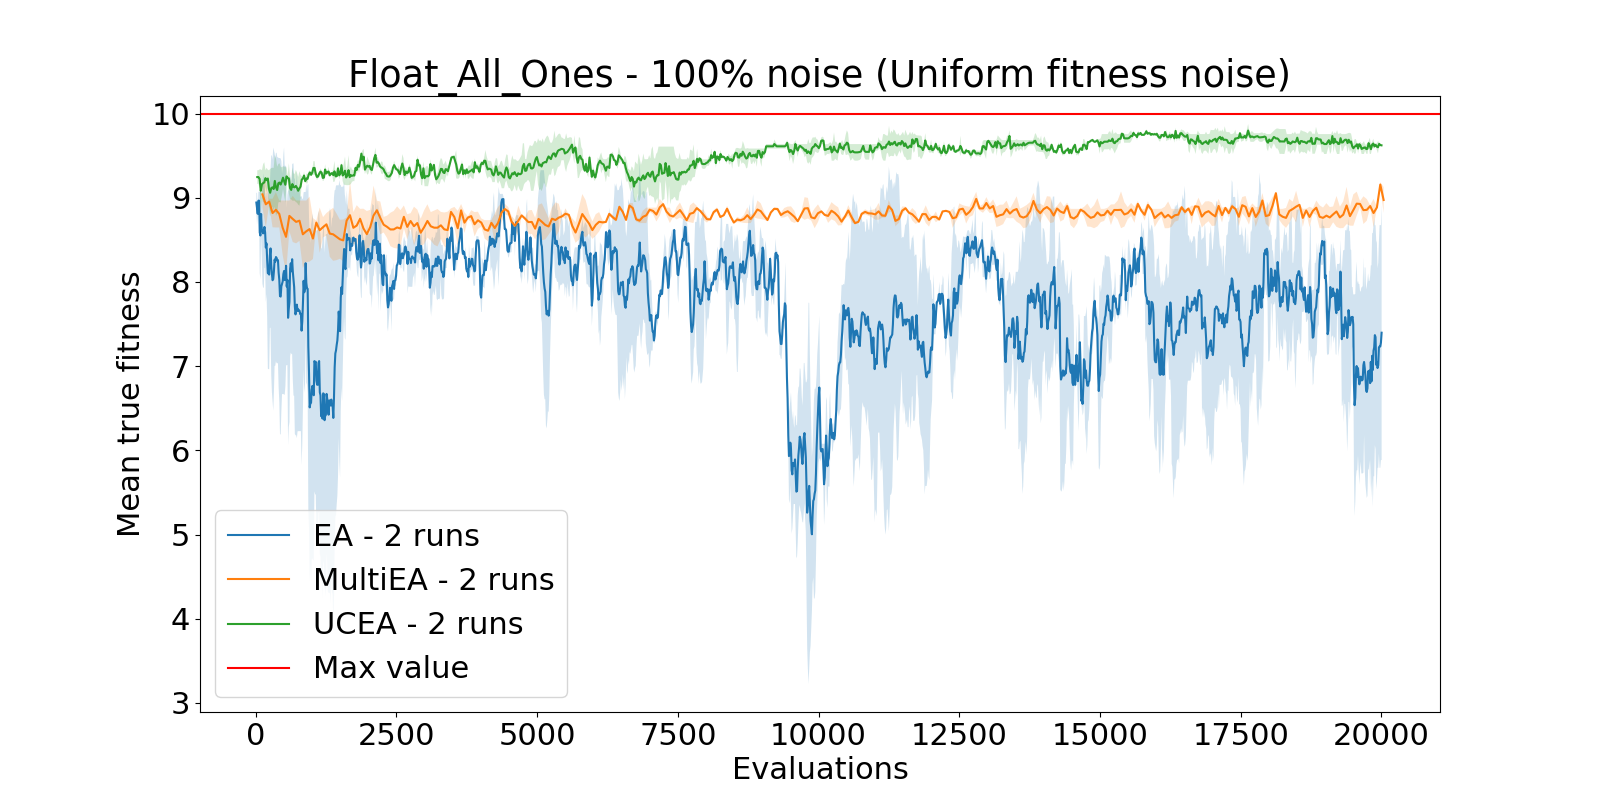 Float_All_Ones - 100% noise (Uniform fitness noise)
Mean true fitness
10
9
8
7
6
5
4
3
EA - 2 runs
MultiEA - 2 runs
UCEA - 2 runs
Max value
0 2500 5000 7500 10000 12500 15000 17500 20000
Evaluations